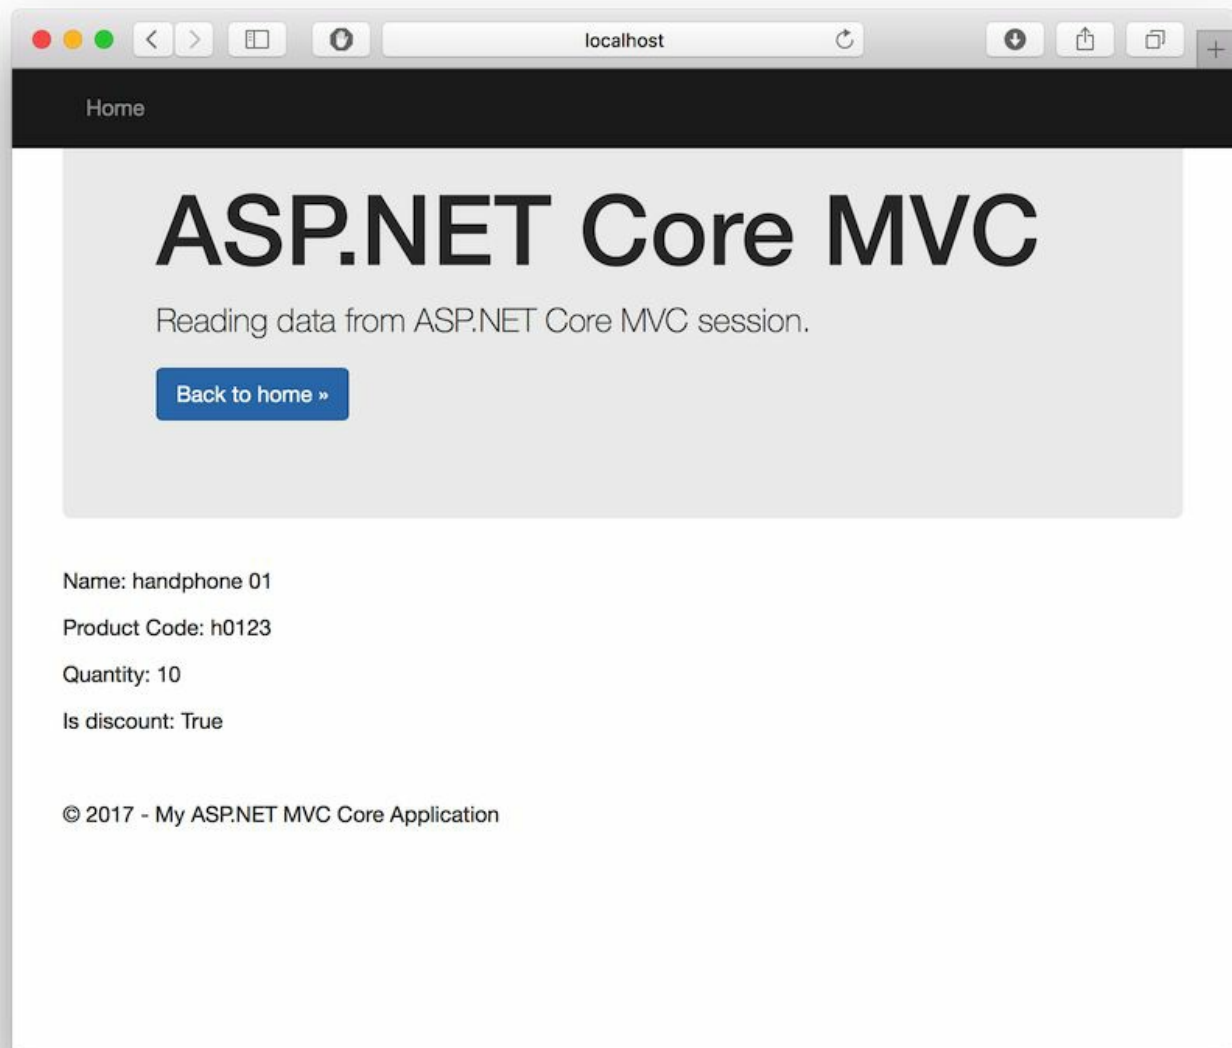 localhost
Home
ASP.NET Core MVC
Reading data from ASP.NET Core MVC session.
Back to home »
Name: handphone 01
Product Code: h0123
Quantity: 10
Is discount: True
© 2017 - My ASP.NET MVC Core Application